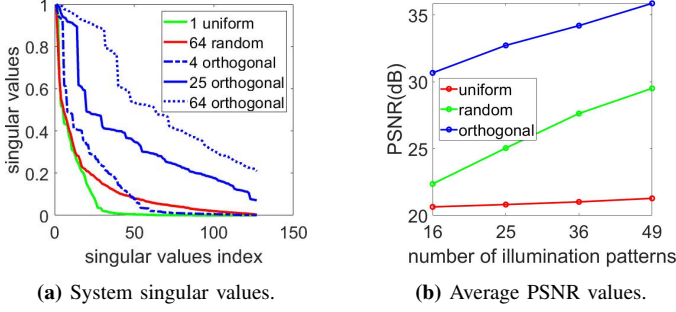 1
0.8
0.6
0.4
0.2
0
0
50
100
150
singular values
singular values index
1 uniform
64 random
4 orthogonal
25 orthogonal
64 orthogonal
(a) System singular values.
35
30
25
20
16
25
36
49
PSNR(dB)
number of illumination patterns
uniform
random
orthogonal
(b) Average PSNR values.